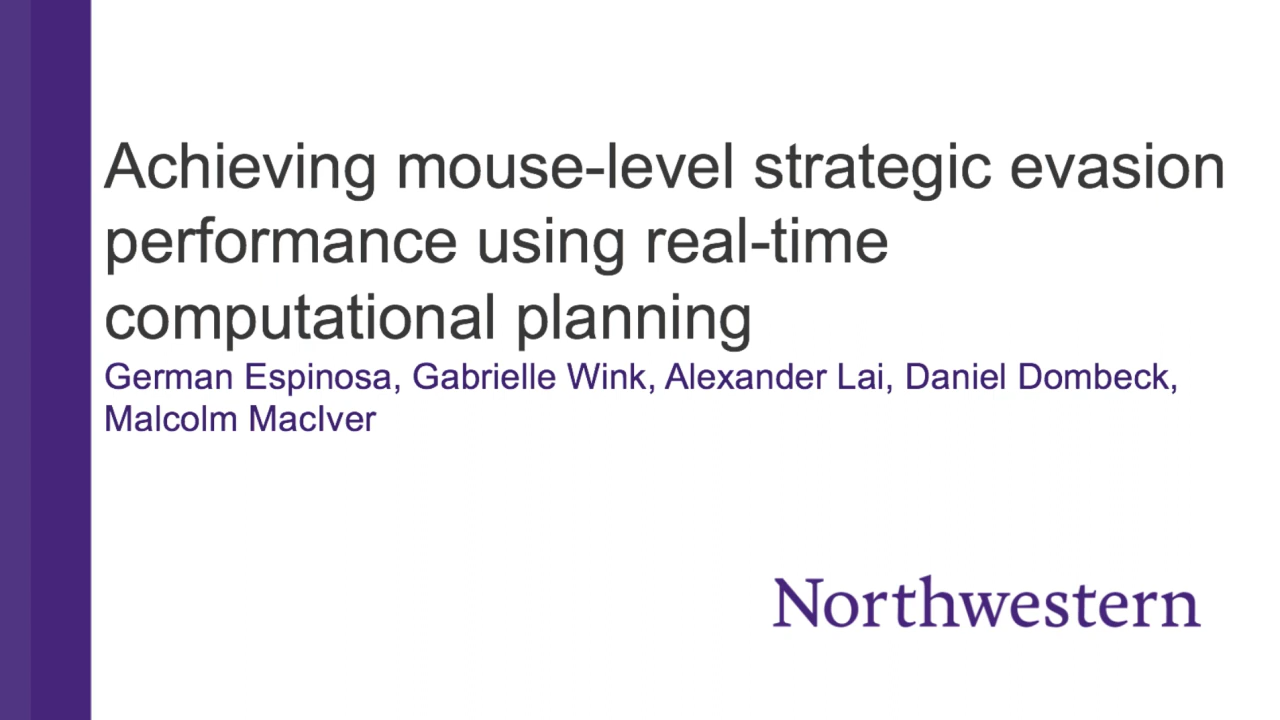 Achieving mouse-level strategic evasion
performance using real-time
computational planning
German Espinosa, Gabrielle Wink, Alexander Lai, Daniel Dombeck,
Malcolm MacIver
Northwestern